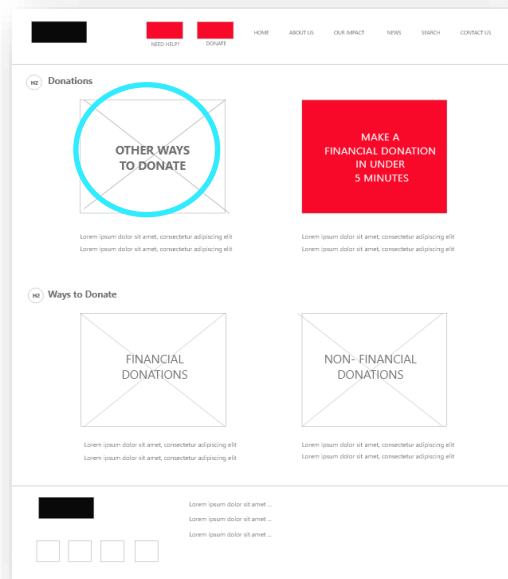 NEED HELP?
DONATE
HOME
ABOUT US
OUR IMPACT
NEWS
SEARCH
CONTACT US
H2 Donations
OTHER WAYS
TO DONATE
MAKE A
FINANCIAL DONATION
IN UNDER
5 MINUTES
Lorem ipsum dolor sit amet, consectetur adipiscing elit
Lorem ipsum dolor sit amet, consectetur adipiscing elit
Lorem ipsum dolor sit amet, consectetur adipiscing elit
Lorem ipsum dolor sit amet, consectetur adipiscing elit
H2 Ways to Donate
FINANCIAL
DONATIONS
NON- FINANCIAL
DONATIONS
Lorem ipsum dolor sit amet, consectetur adipiscing elit
Lorem ipsum dolor sit amet, consectetur adipiscing elit
Lorem ipsum dolor sit amet, consectetur adipiscing elit
Lorem ipsum dolor sit amet, consectetur adipiscing elit
Lorem ipsum dolor sit amet ...
Lorem ipsum dolor sit amet ...
Lorem ipsum dolor sit amet ...